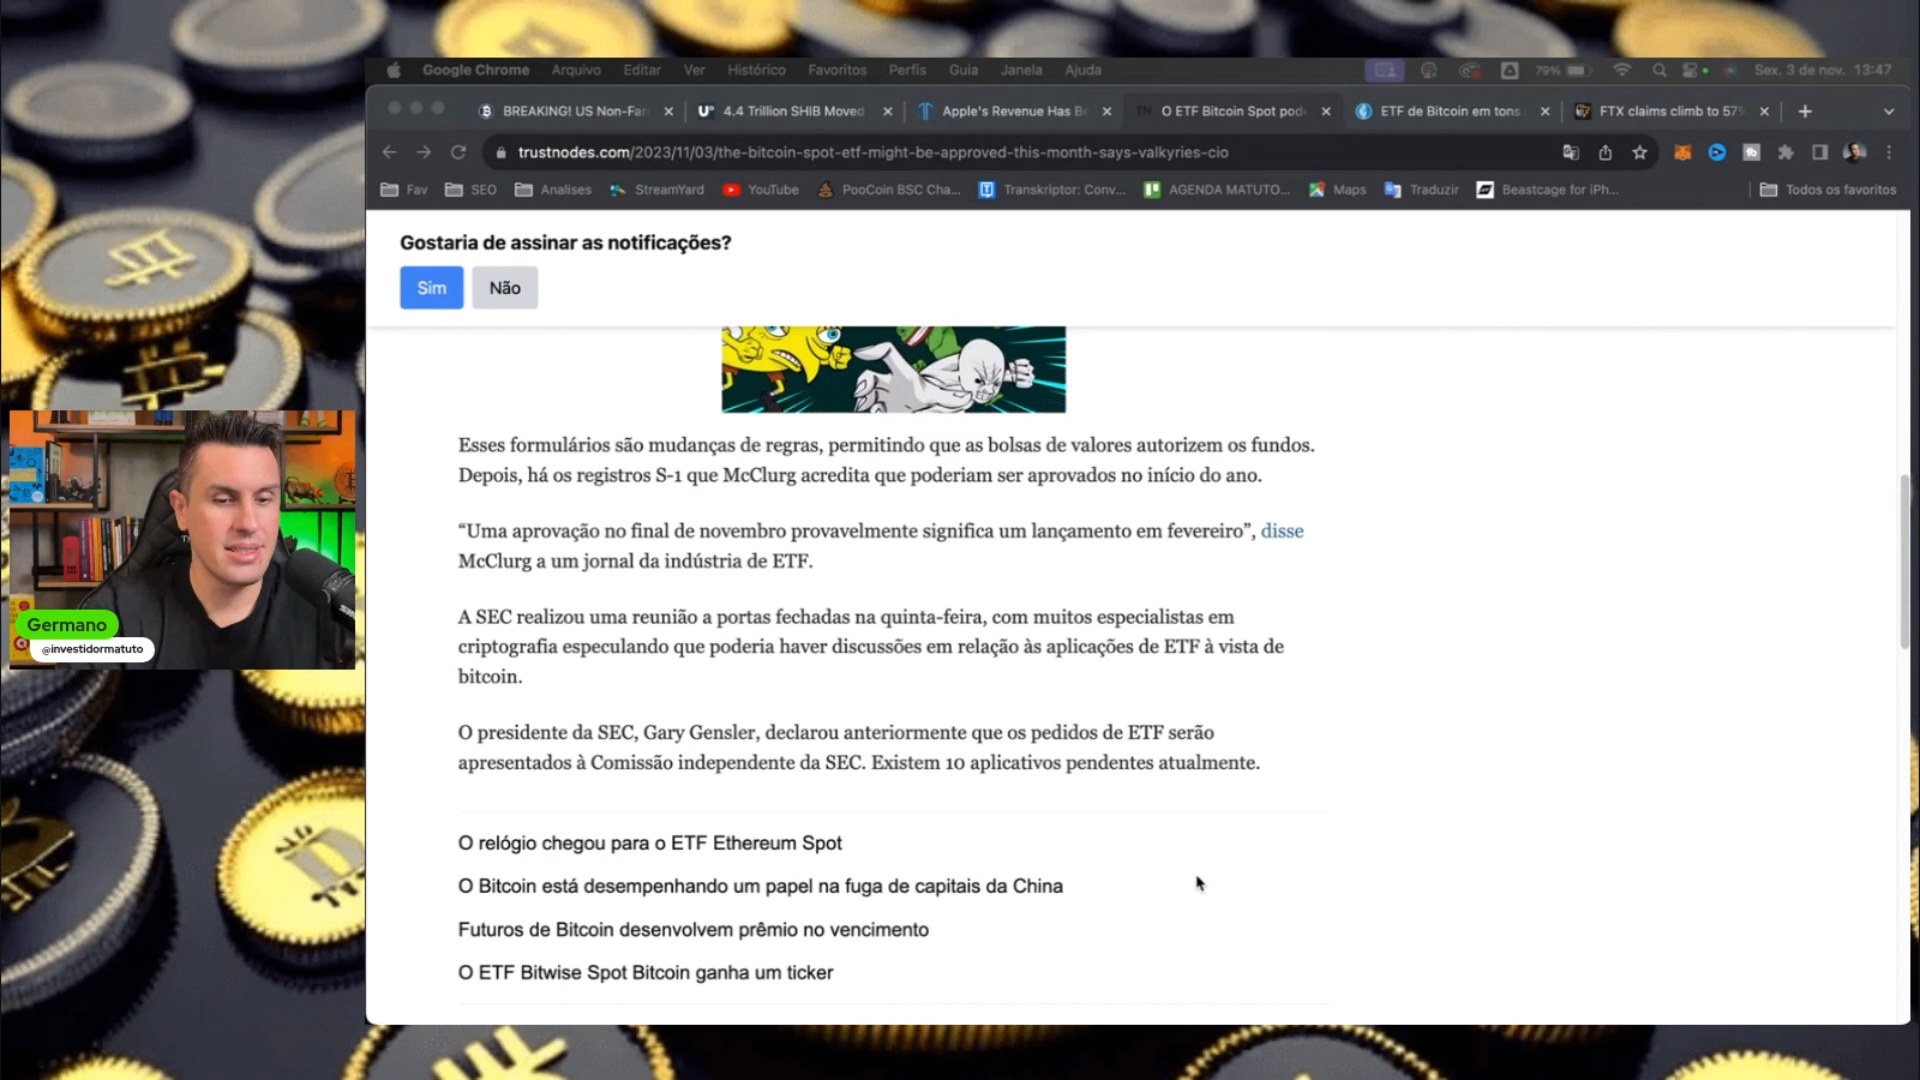 Google Chrome Arquivo Editar Ver Histórico Favoritos Perfis Guia Janela Ajuda 79% Sex. 3 de nov. 13:47
BREAKING! US Non-Far 4.4 Trillion SHIB Moved Apple's Revenue Has Be O ETF Bitcoin Spot pod ETF de Bitcoin em tons FTX claims climb to 57%
trustnodes.com/2023/11/03/the-bitcoin-spot-etf-might-be-approved-this-month-says-valkyries-cio
Fav SEO Analises StreamYard YouTube PooCoin BSC Cha... Transkriptor: Conv... AGENDA MATUTO... Maps Traduzir Beastcage for iPh... Todos os favoritos
Gostaria de assinar as notificações?
Sim Não
Esses formulários são mudanças de regras, permitindo que as bolsas de valores autorizem os fundos.
Depois, há os registros S-1 que McClurg acredita que poderiam ser aprovados no início do ano.
“Uma aprovação no final de novembro provavelmente significa um lançamento em fevereiro”, disse
McClurg a um jornal da indústria de ETF.
A SEC realizou uma reunião a portas fechadas na quinta-feira, com muitos especialistas em
criptografia especulando que poderia haver discussões em relação às aplicações de ETF à vista de
bitcoin.
O presidente da SEC, Gary Gensler, declarou anteriormente que os pedidos de ETF serão
apresentados à Comissão independente da SEC. Existem 10 aplicativos pendentes atualmente.
O relógio chegou para o ETF Ethereum Spot
O Bitcoin está desempenhando um papel na fuga de capitais da China
Futuros de Bitcoin desenvolvem prêmio no vencimento
O ETF Bitwise Spot Bitcoin ganha um ticker
Germano
@investidormatuto